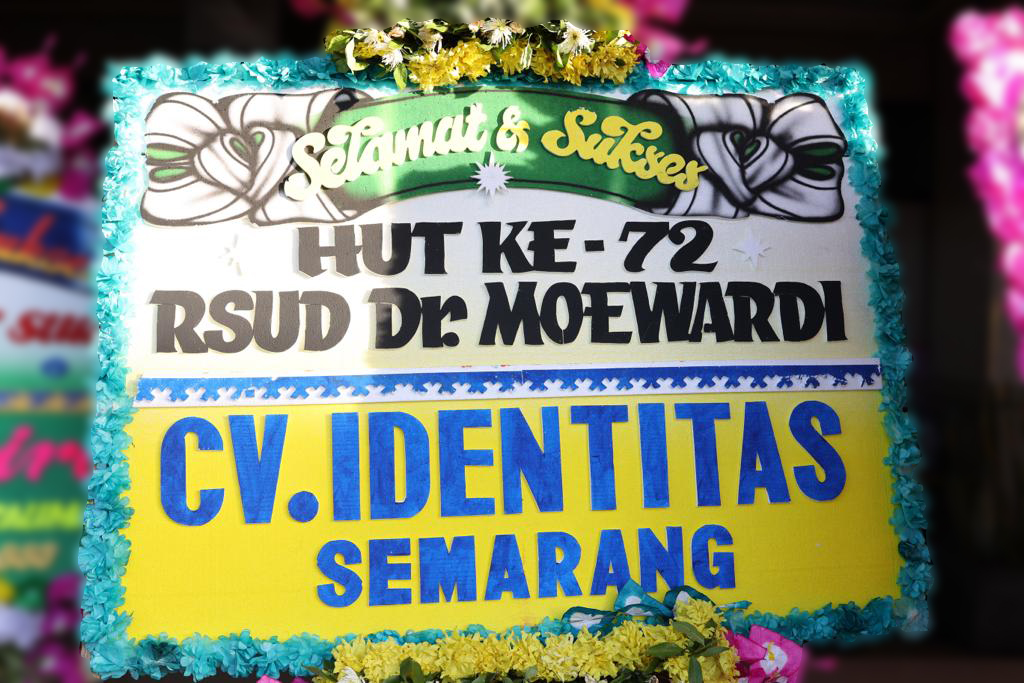 Selamat & Sukses
HUT KE-72
RSUD Dr. MOEWARDI
CV. IDENTITAS
SEMARANG